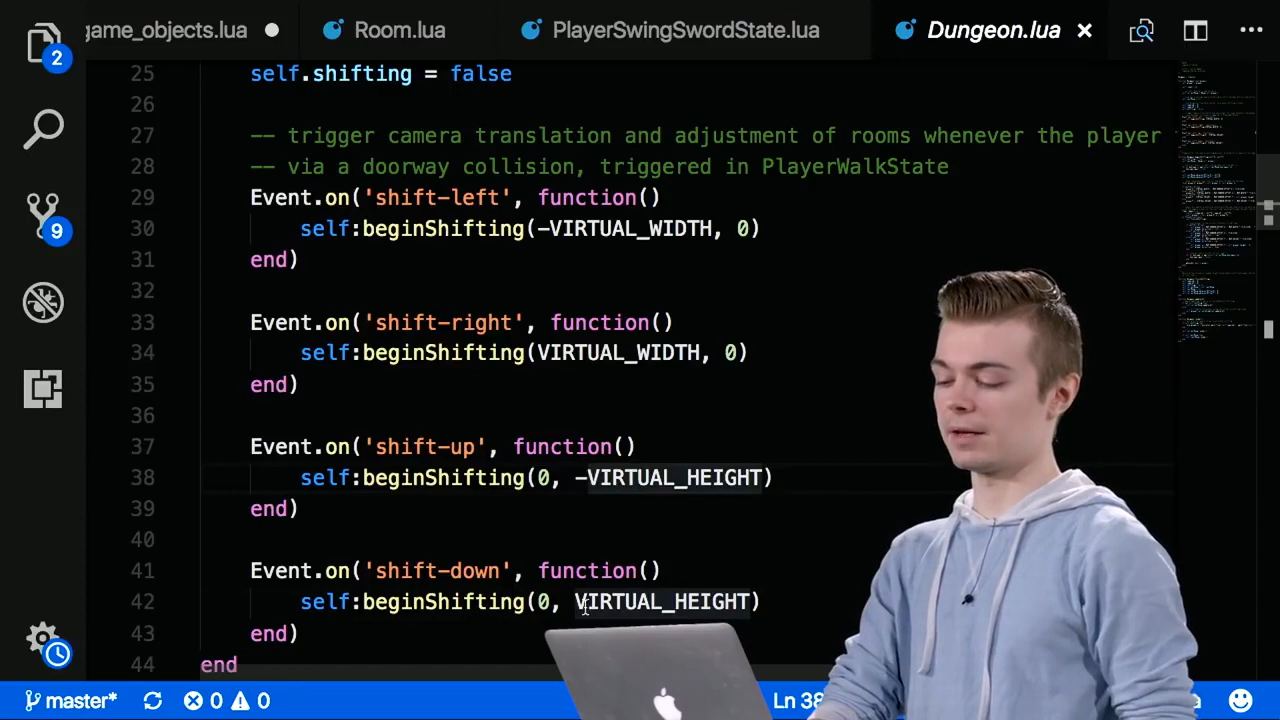 game_objects.lua Room.lua PlayerSwingSwordState.lua Dungeon.lua
25 self.shifting = false
26
27 -- trigger camera translation and adjustment of rooms whenever the player
28 -- via a doorway collision, triggered in PlayerWalkState
29 Event.on('shift-left', function()
30 self:beginShifting(-VIRTUAL_WIDTH, 0)
31 end)
32
33 Event.on('shift-right', function()
34 self:beginShifting(VIRTUAL_WIDTH, 0)
35 end)
36
37 Event.on('shift-up', function()
38 self:beginShifting(0, -VIRTUAL_HEIGHT)
39 end)
40
41 Event.on('shift-down', function()
42 self:beginShifting(0, VIRTUAL_HEIGHT)
43 end)
44 end
2
9
master* 0 0 Ln 38